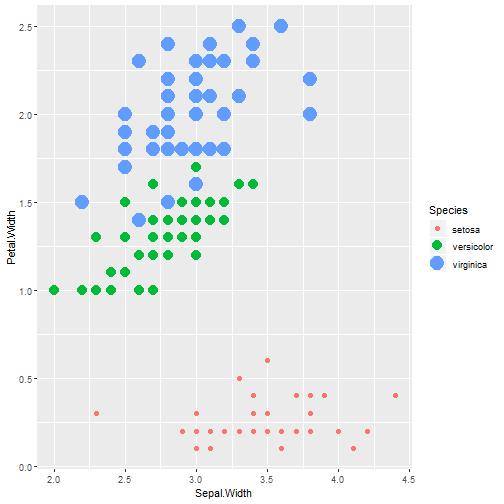 2.5
2.0
1.5
1.0
0.5
0.0
Petal.Width
2.0 2.5 3.0 3.5 4.0 4.5
Sepal.Width
Species
setosa
versicolor
virginica